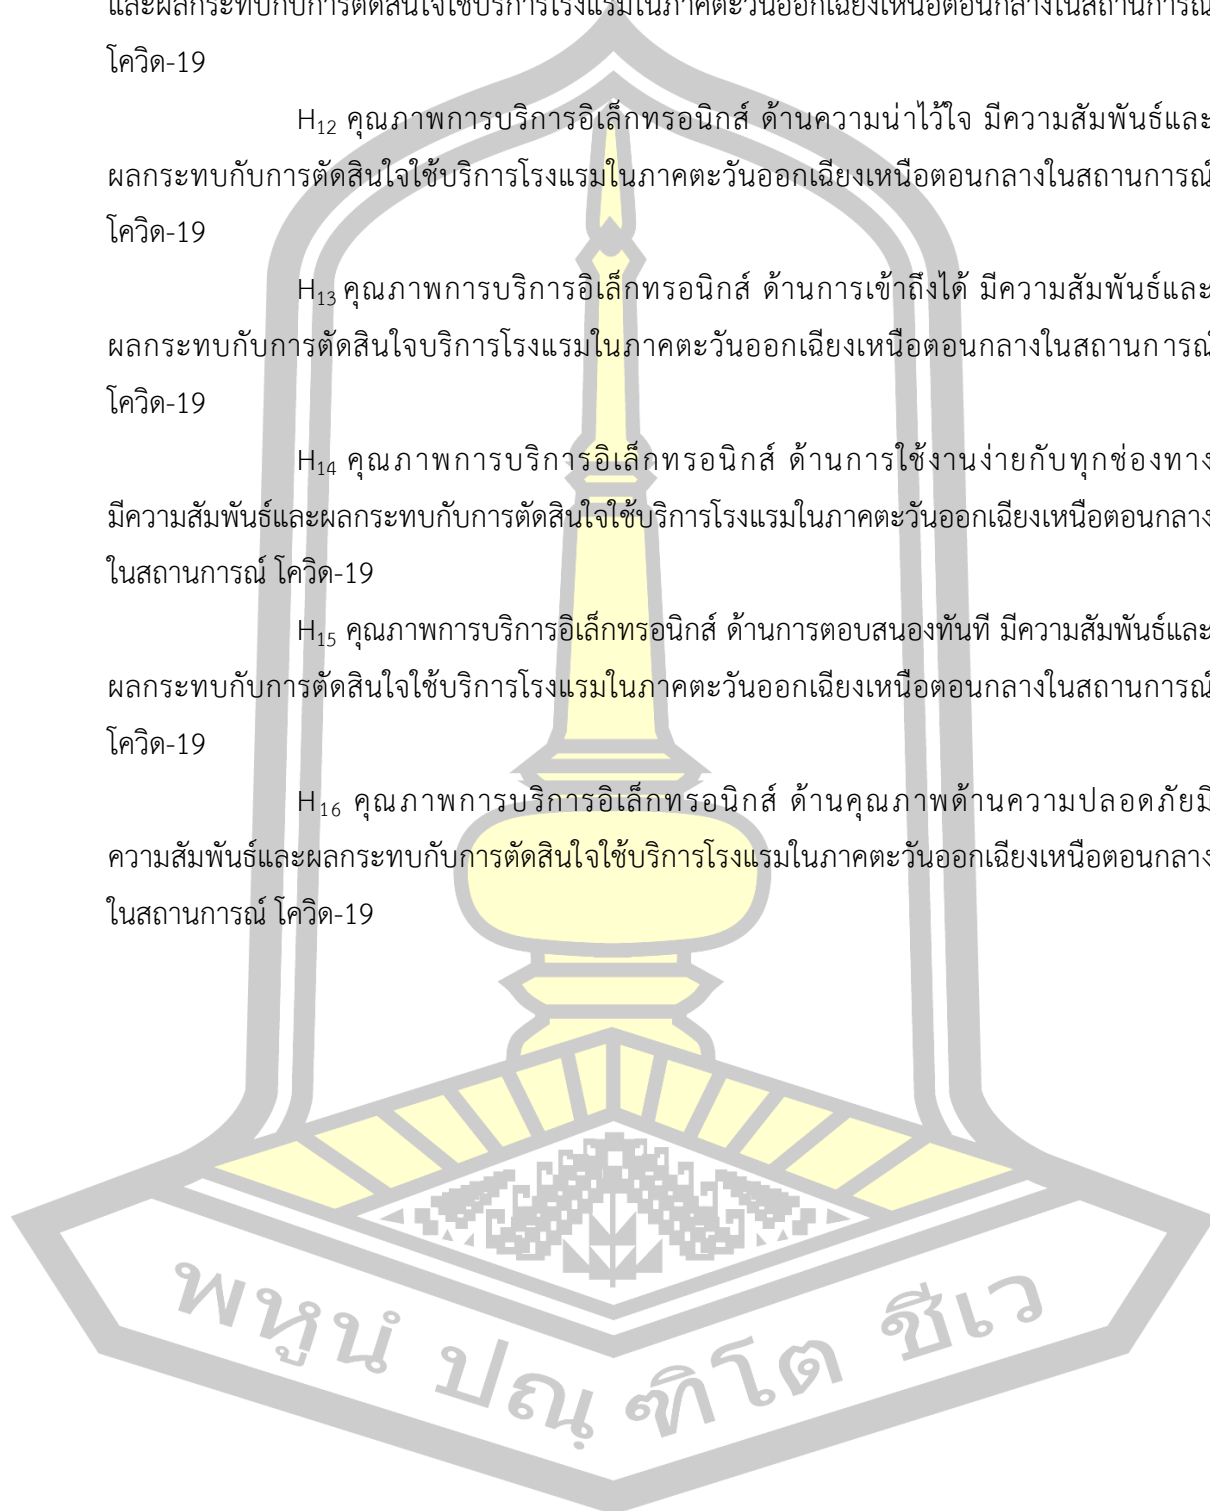 และผลกระทบกับการตัดสินใจใช้บริการโรงแรมในภาคตะวันออกเฉียงเหนือตอนกลางในสถานการณ์
โควิด-19
H₁₂ คุณภาพการบริการอิเล็กทรอนิกส์ ด้านความน่าไว้ใจ มีความสัมพันธ์และ
ผลกระทบกับการตัดสินใจใช้บริการโรงแรมในภาคตะวันออกเฉียงเหนือตอนกลางในสถานการณ์
โควิด-19
H₁₃ คุณภาพการบริการอิเล็กทรอนิกส์ ด้านการเข้าถึงได้ มีความสัมพันธ์และ
ผลกระทบกับการตัดสินใจบริการโรงแรมในภาคตะวันออกเฉียงเหนือตอนกลางในสถานการณ์
โควิด-19
H₁₄ คุณภาพการบริการอิเล็กทรอนิกส์ ด้านการใช้งานง่ายกับทุกช่องทาง
มีความสัมพันธ์และผลกระทบกับการตัดสินใจใช้บริการโรงแรมในภาคตะวันออกเฉียงเหนือตอนกลาง
ในสถานการณ์ โควิด-19
H₁₅ คุณภาพการบริการอิเล็กทรอนิกส์ ด้านการตอบสนองทันที มีความสัมพันธ์และ
ผลกระทบกับการตัดสินใจใช้บริการโรงแรมในภาคตะวันออกเฉียงเหนือตอนกลางในสถานการณ์
โควิด-19
H₁₆ คุณภาพการบริการอิเล็กทรอนิกส์ ด้านคุณภาพด้านความปลอดภัยมี
ความสัมพันธ์และผลกระทบกับการตัดสินใจใช้บริการโรงแรมในภาคตะวันออกเฉียงเหนือตอนกลาง
ในสถานการณ์ โควิด-19
พหูนํ ปณฺฑิโต ชีเว